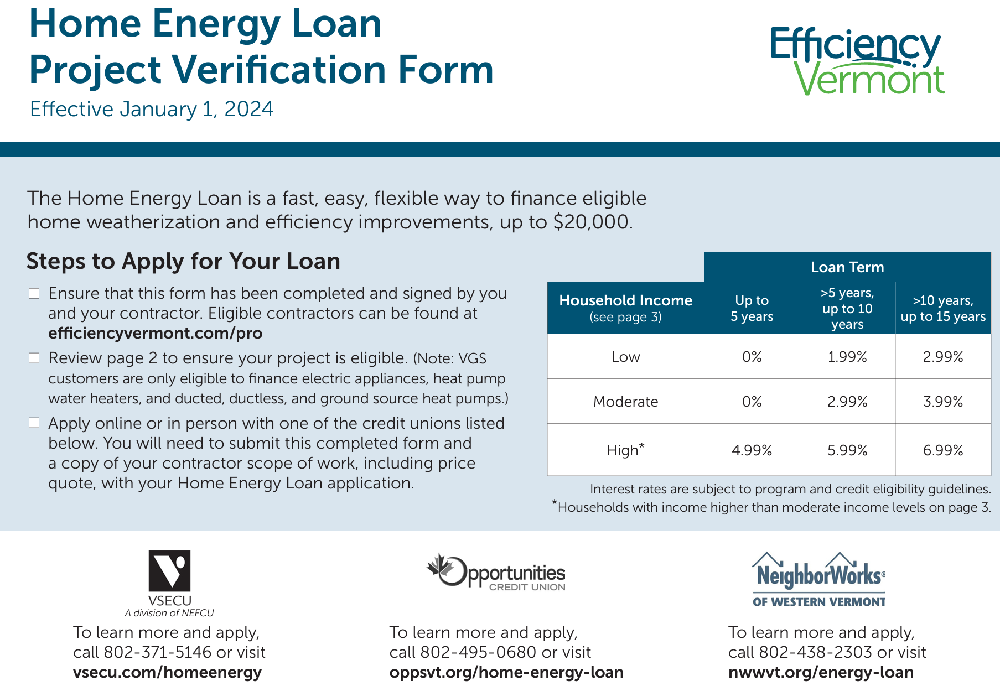 Home Energy Loan
Project Verification Form
Effective January 1, 2024
Efficiency
Vermont
The Home Energy Loan is a fast, easy, flexible way to finance eligible
home weatherization and efficiency improvements, up to $20,000.
Steps to Apply for Your Loan
Ensure that this form has been completed and signed by you
and your contractor. Eligible contractors can be found at
efficiencyvermont.com/pro
Review page 2 to ensure your project is eligible. (Note: VGS
customers are only eligible to finance electric appliances, heat pump
water heaters, and ducted, ductless, and ground source heat pumps.)
Apply online or in person with one of the credit unions listed
below. You will need to submit this completed form and
a copy of your contractor scope of work, including price
quote, with your Home Energy Loan application.
Loan Term
Household Income
(see page 3)
Up to
5 years
>5 years,
up to 10
years
>10 years,
up to 15 years
Low 0% 1.99% 2.99%
Moderate 0% 2.99% 3.99%
High* 4.99% 5.99% 6.99%
Interest rates are subject to program and credit eligibility guidelines.
*Households with income higher than moderate income levels on page 3.
VSECU
A division of NEFCU
To learn more and apply,
call 802-371-5146 or visit
vsecu.com/homeenergy
Opportunities
CREDIT UNION
To learn more and apply,
call 802-495-0680 or visit
oppsvt.org/home-energy-loan
NeighborWorks®
OF WESTERN VERMONT
To learn more and apply,
call 802-438-2303 or visit
nwwvt.org/energy-loan